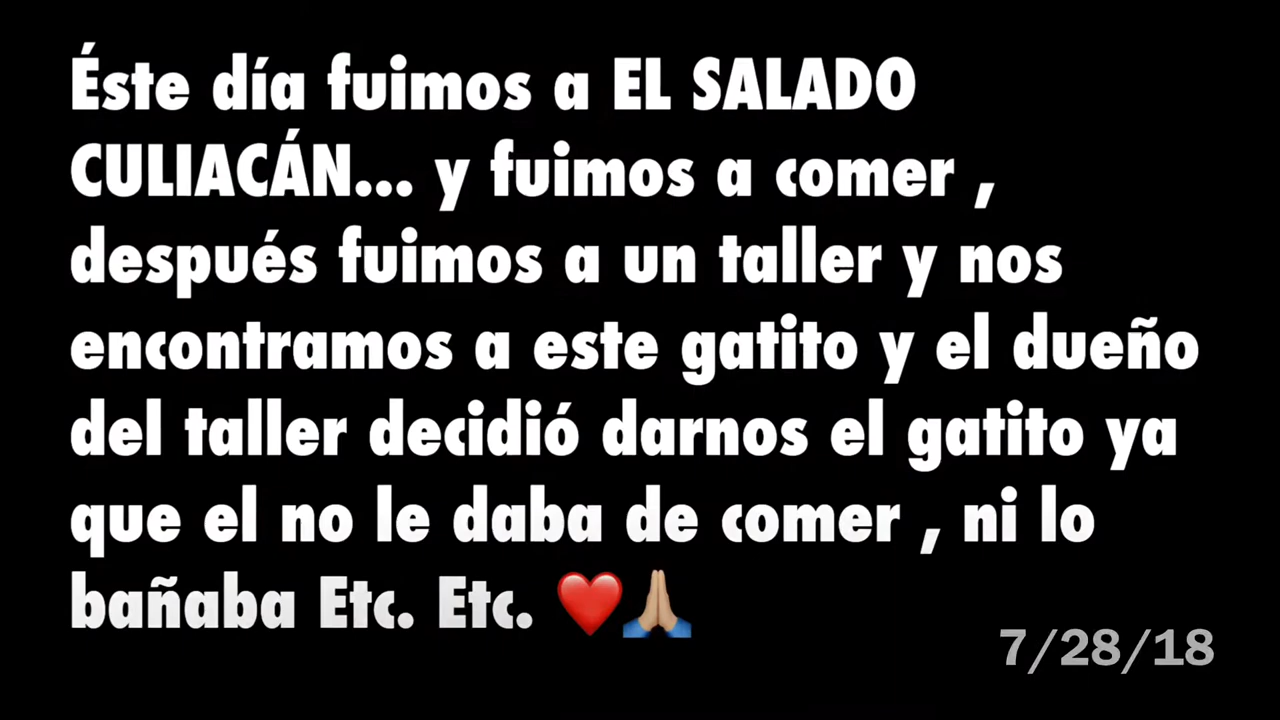 Éste día fuimos a EL SALADO
CULIACÁN... y fuimos a comer ,
después fuimos a un taller y nos
encontramos a este gatito y el dueño
del taller decidió darnos el gatito ya
que el no le daba de comer , ni lo
bañaba Etc. Etc. ❤️🙏🏼
7/28/18